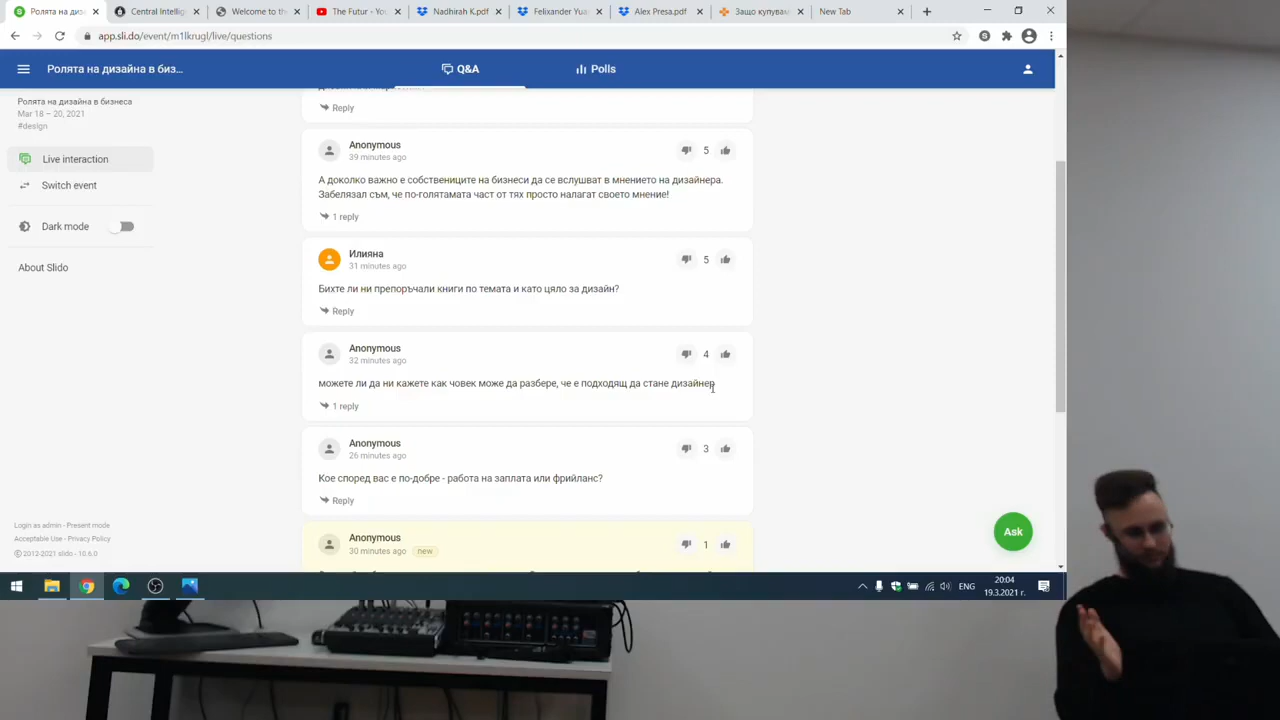 Ролята на диза
Central Intellig
Welcome to the
The Futur - Yo
Nadhirah K.pdf
Felixander Yua
Alex Presa.pdf
Защо купувам
New Tab
app.sli.do/event/m1lkrugl/live/questions
Ролята на дизайна в биз...
Q&A
Polls
Ролята на дизайна в бизнеса
Mar 18 – 20, 2021
#design
Live interaction
Switch event
Dark mode
About Slido
Reply
Anonymous
39 minutes ago
5
А доколко важно е собствениците на бизнеси да се вслушват в мнението на дизайнера.
Забелязал съм, че по-голятамата част от тях просто налагат своето мнение!
1 reply
Илияна
31 minutes ago
5
Бихте ли ни препоръчали книги по темата и като цяло за дизайн?
Reply
Anonymous
32 minutes ago
4
можете ли да ни кажете как човек може да разбере, че е подходящ да стане дизайнер
1 reply
Anonymous
26 minutes ago
3
Кое според вас е по-добре - работа на заплата или фрийланс?
Reply
Anonymous
30 minutes ago
new
1
Ask
Login as admin - Present mode
Acceptable Use - Privacy Policy
© 2012-2021 slido - 10.6.0
ENG
20:04
19.3.2021 г.